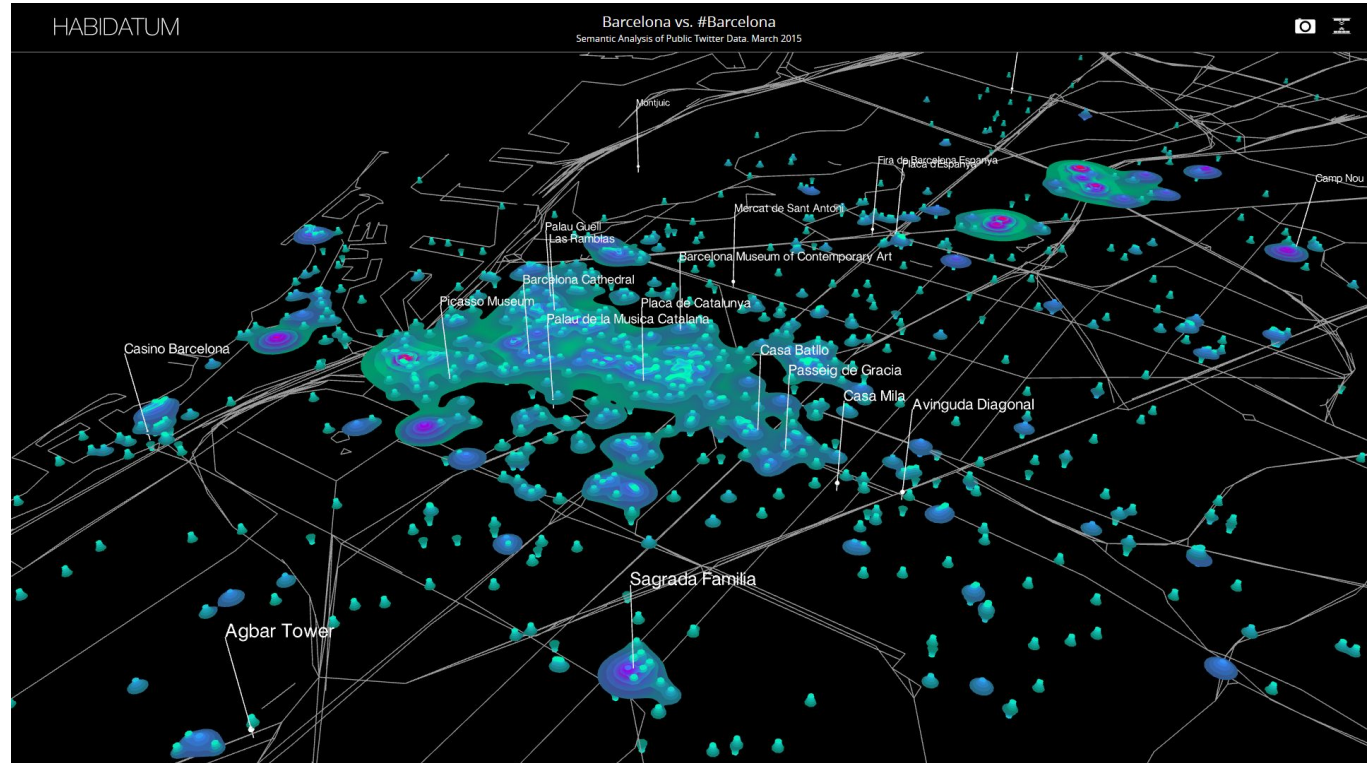 HABIDATUM
Barcelona vs. #Barcelona
Semantic Analysis of Public Twitter Data. March 2015
Montjuic
Fira de Barcelona Espanya
Placa d'Espanya
Camp Nou
Mercat de Sant Antoni
Palau Guell
Las Ramblas
Barcelona Museum of Contemporary Art
Barcelona Cathedral
Picasso Museum
Placa de Catalunya
Palau de la Musica Catalana
Casino Barcelona
Casa Batllo
Passeig de Gracia
Casa Mila
Avinguda Diagonal
Sagrada Familia
Agbar Tower